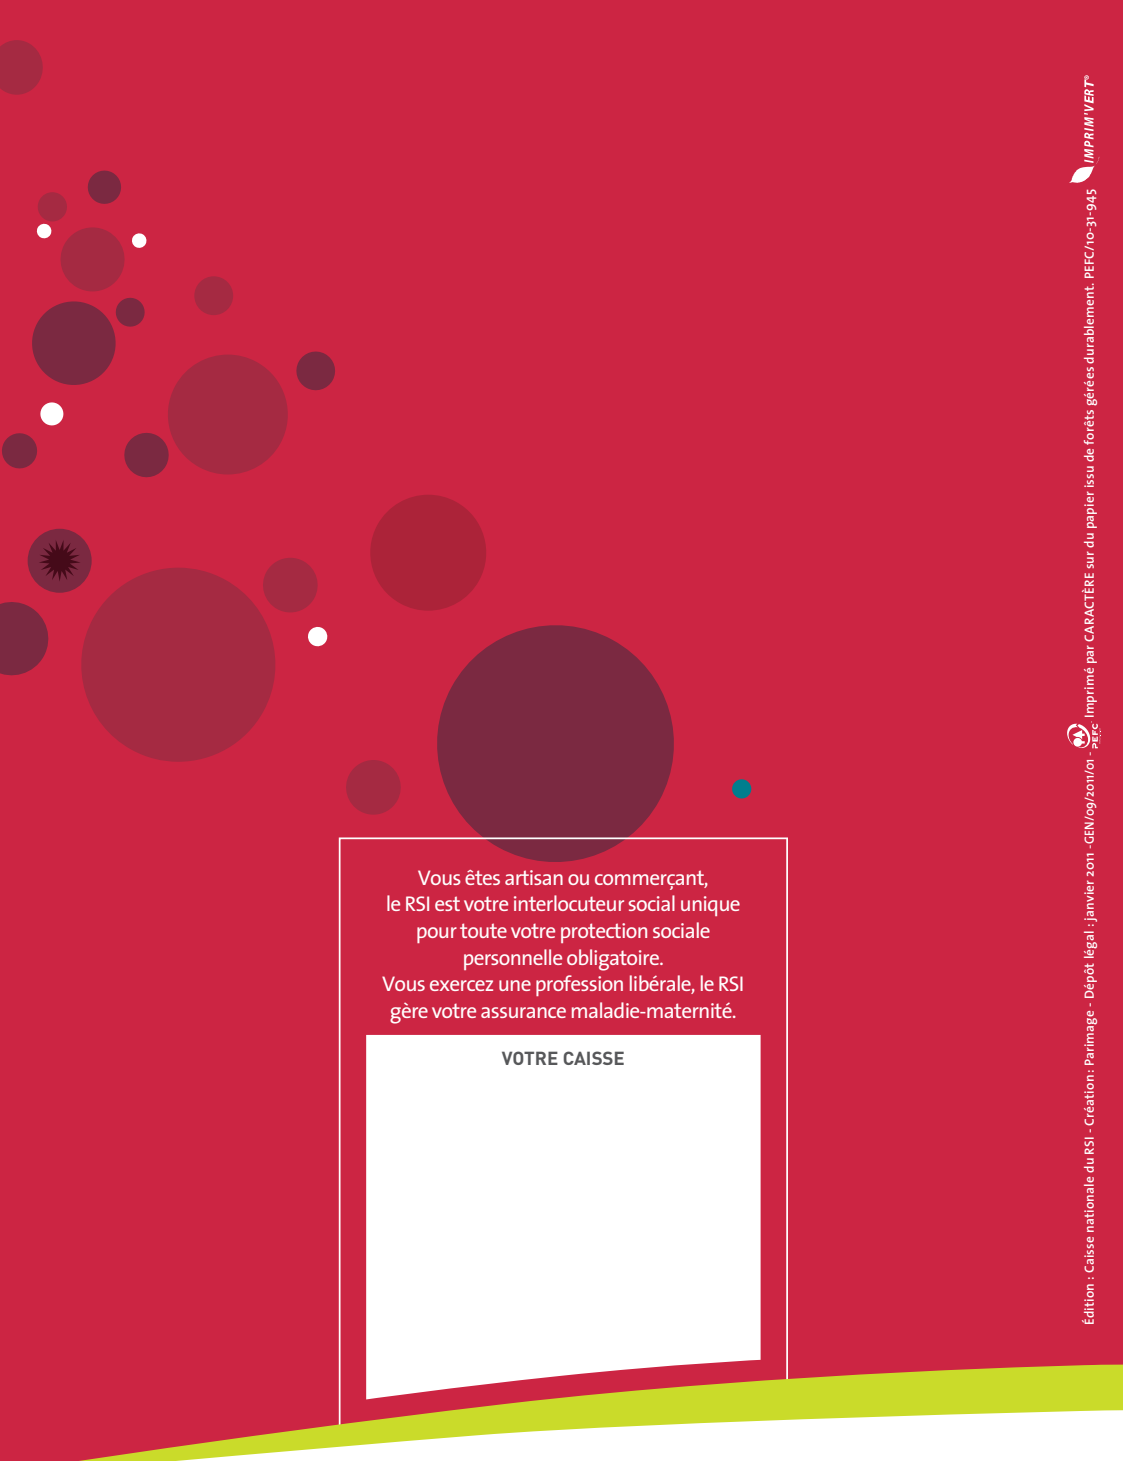 Vous êtes artisan ou commerçant,
le RSI est votre interlocuteur social unique
pour toute votre protection sociale
personnelle obligatoire.
Vous exercez une profession libérale, le RSI
gère votre assurance maladie-maternité.
VOTRE CAISSE
Édition : Caisse nationale du RSI - Création : Parimage - Dépôt légal : janvier 2011 -GEN/09/2011/01 - PEFC Imprimé par CARACTÈRE sur du papier issu de forêts gérées durablement. PEFC/10-31-945 IMPRIM'VERT®